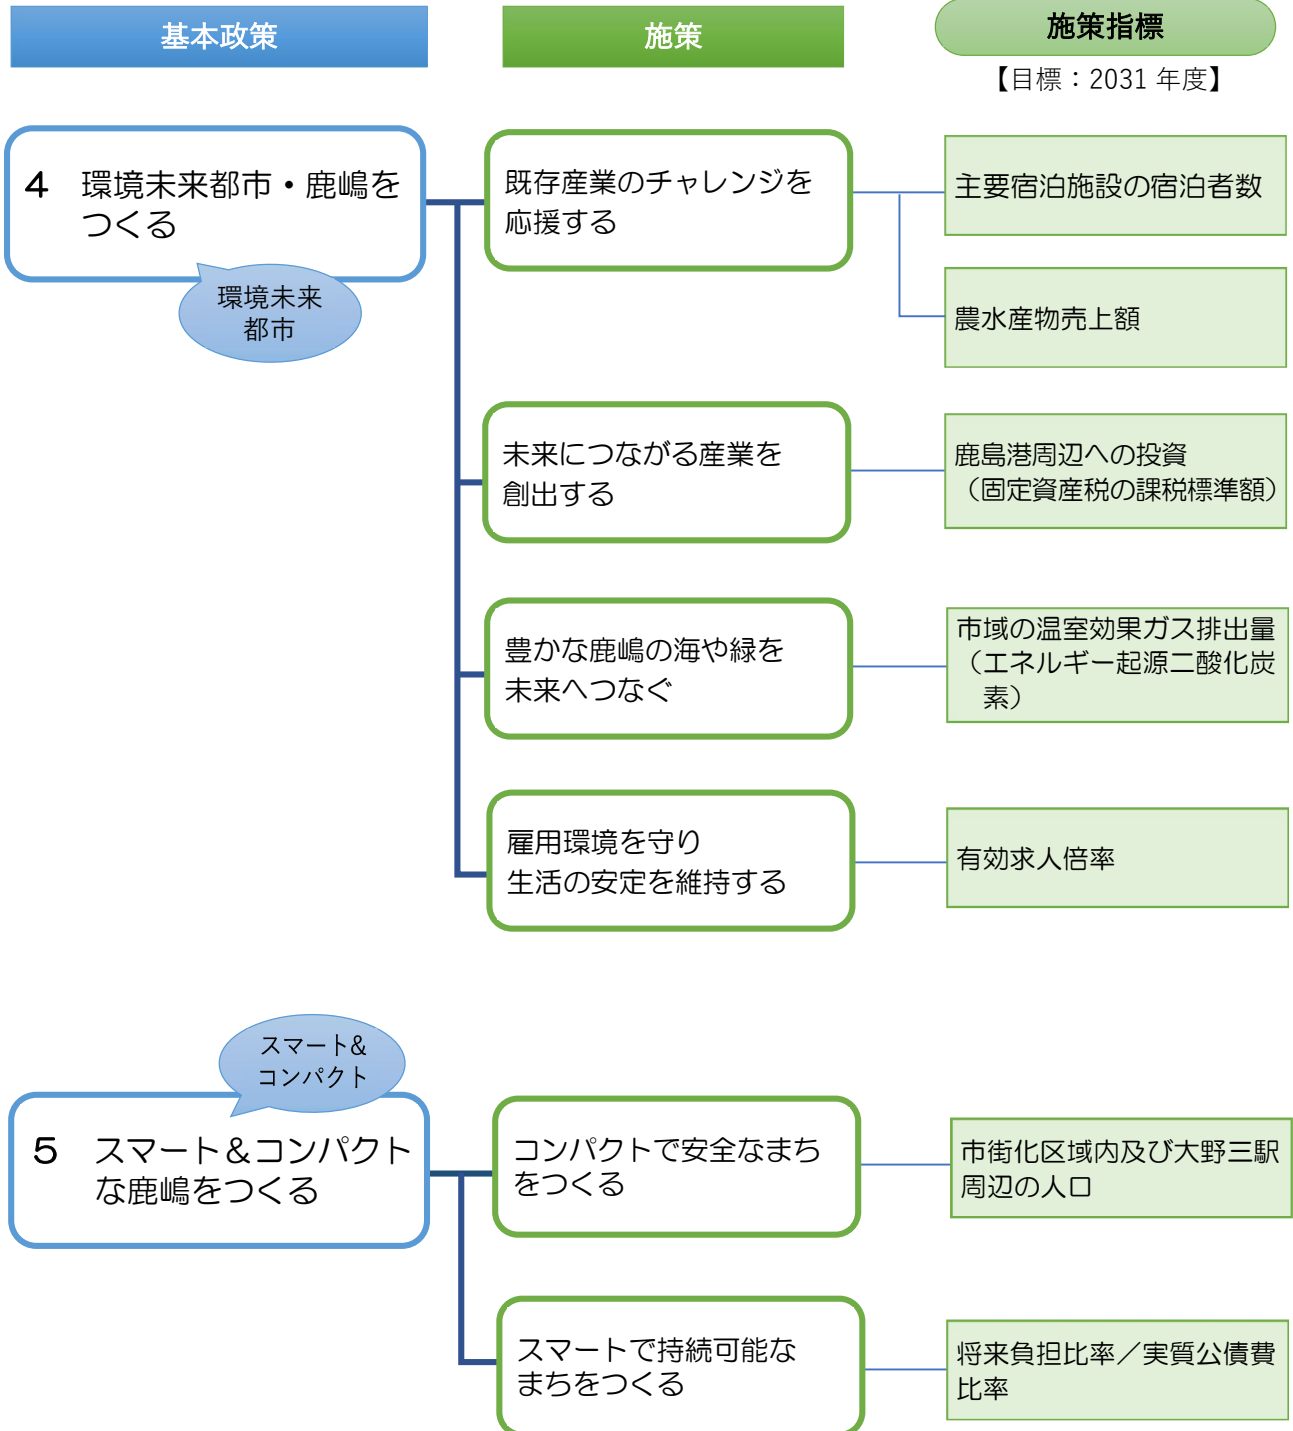 基本政策
施策
施策指標
【目標：2031 年度】
4 環境未来都市・鹿嶋を
つくる
環境未来
都市
既存産業のチャレンジを
応援する
主要宿泊施設の宿泊者数
農水産物売上額
未来につながる産業を
創出する
鹿島港周辺への投資
（固定資産税の課税標準額）
豊かな鹿嶋の海や緑を
未来へつなぐ
市域の温室効果ガス排出量
（エネルギー起源二酸化炭
素）
雇用環境を守り
生活の安定を維持する
有効求人倍率
スマート&
コンパクト
5 スマート＆コンパクト
な鹿嶋をつくる
コンパクトで安全なまち
をつくる
市街化区域内及び大野三駅
周辺の人口
スマートで持続可能な
まちをつくる
将来負担比率／実質公債費
比率